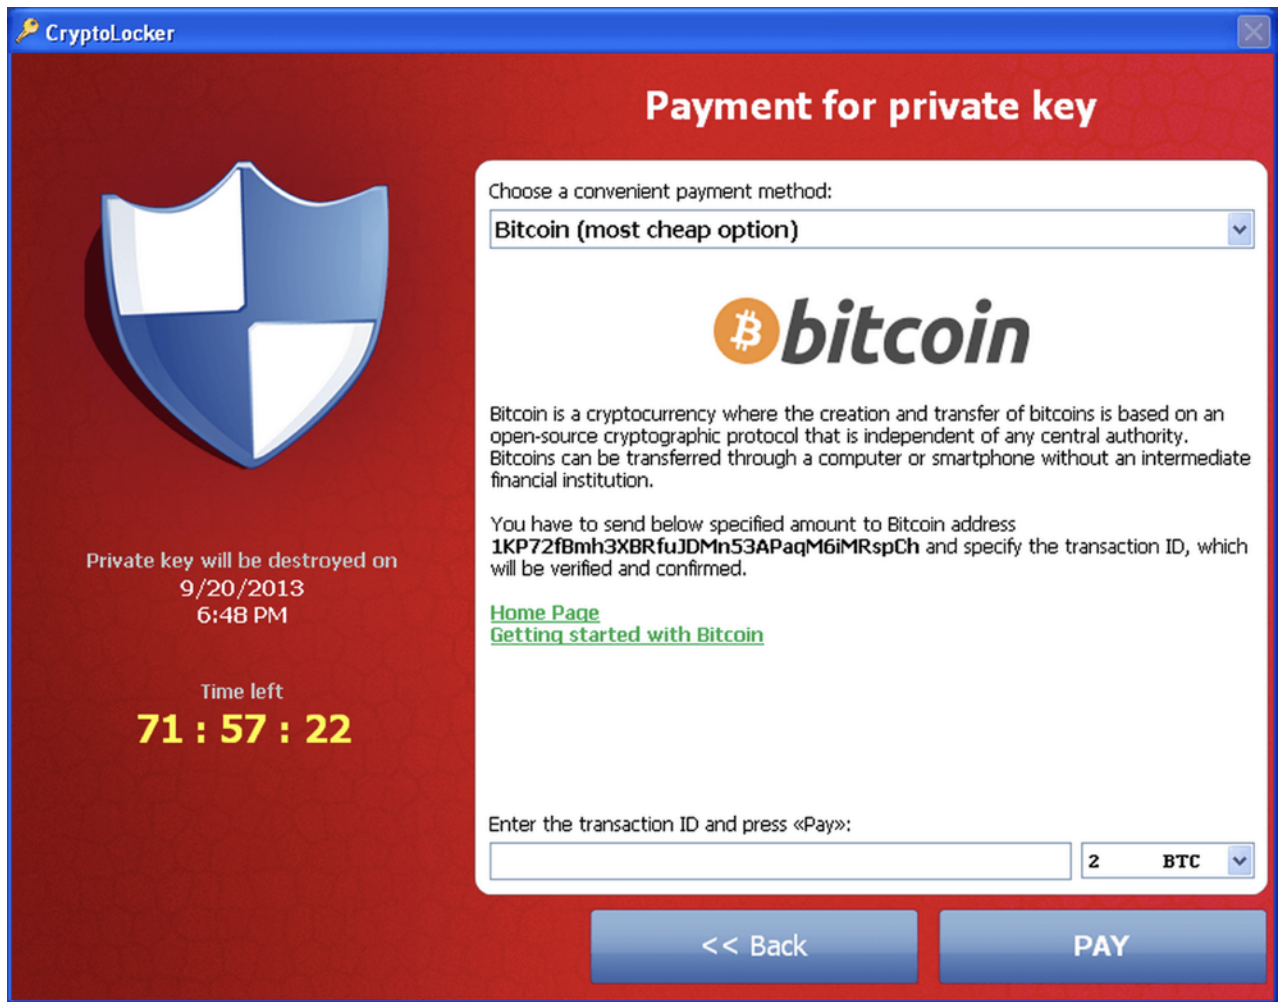 CryptoLocker
Payment for private key
Choose a convenient payment method:
Bitcoin (most cheap option)
bitcoin
Bitcoin is a cryptocurrency where the creation and transfer of bitcoins is based on an
open-source cryptographic protocol that is independent of any central authority.
Bitcoins can be transferred through a computer or smartphone without an intermediate
financial institution.
You have to send below specified amount to Bitcoin address
1KP72fBmh3XBRfuJDMn53APaqM6iMRspCh and specify the transaction ID, which
will be verified and confirmed.
Home Page
Getting started with Bitcoin
Private key will be destroyed on
9/20/2013
6:48 PM
Time left
71 : 57 : 22
Enter the transaction ID and press «Pay»:
2 BTC
<< Back
PAY